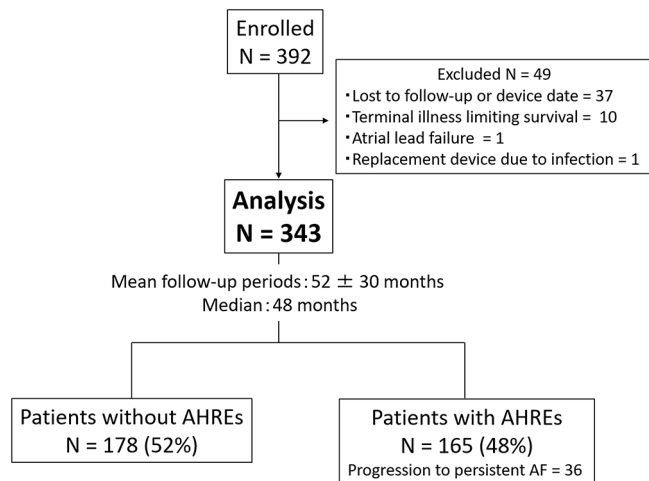 Enrolled
N = 392
Excluded N = 49
・Lost to follow-up or device date = 37
・Terminal illness limiting survival = 10
・Atrial lead failure = 1
・Replacement device due to infection = 1
Analysis
N = 343
Mean follow-up periods：52 ± 30 months
Median：48 months
Patients without AHREs
N = 178 (52%)
Patients with AHREs
N = 165 (48%)
Progression to persistent AF = 36